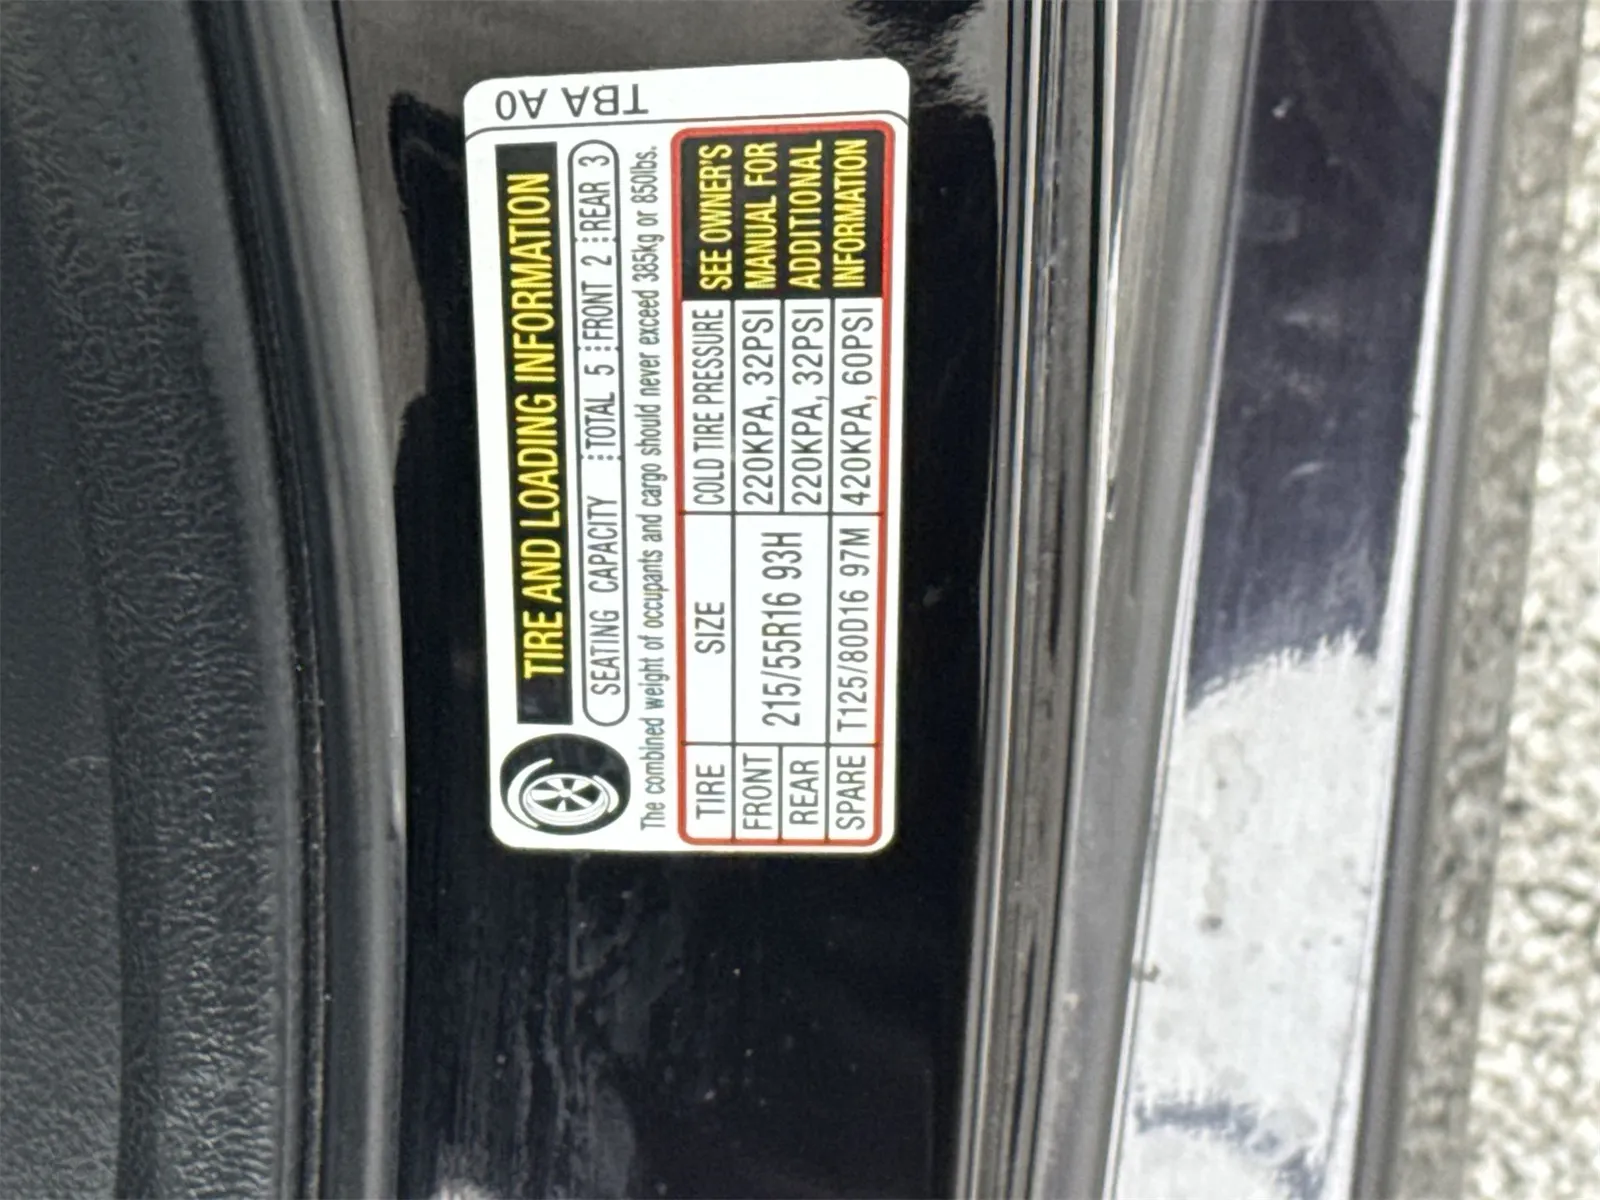 TBA A0
TIRE AND LOADING INFORMATION
SEATING CAPACITY TOTAL 5 FRONT 2 REAR 3
The combined weight of occupants and cargo should never exceed 385kg or 850lbs.
TIRE SIZE COLD TIRE PRESSURE
FRONT 215/55R16 93H 220KPA, 32PSI
REAR 220KPA, 32PSI
SPARE T125/80D16 97M 420KPA, 60PSI
SEE OWNER'S
MANUAL FOR
ADDITIONAL
INFORMATION